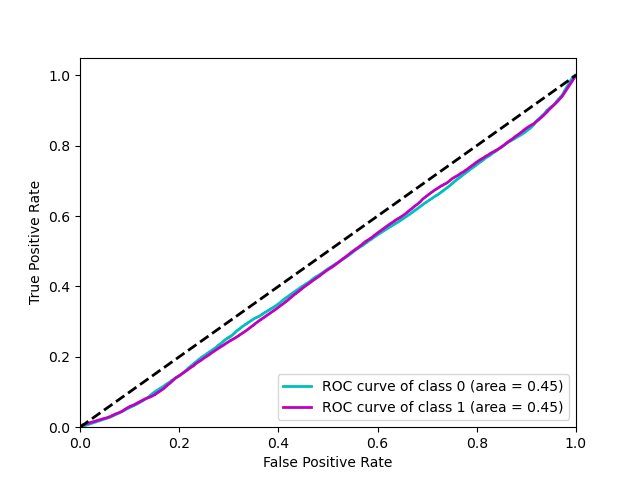 1.0
0.8
0.6
0.4
0.2
0.0
True Positive Rate
ROC curve of class 0 (area = 0.45)
ROC curve of class 1 (area = 0.45)
0.0 0.2 0.4 0.6 0.8 1.0
False Positive Rate